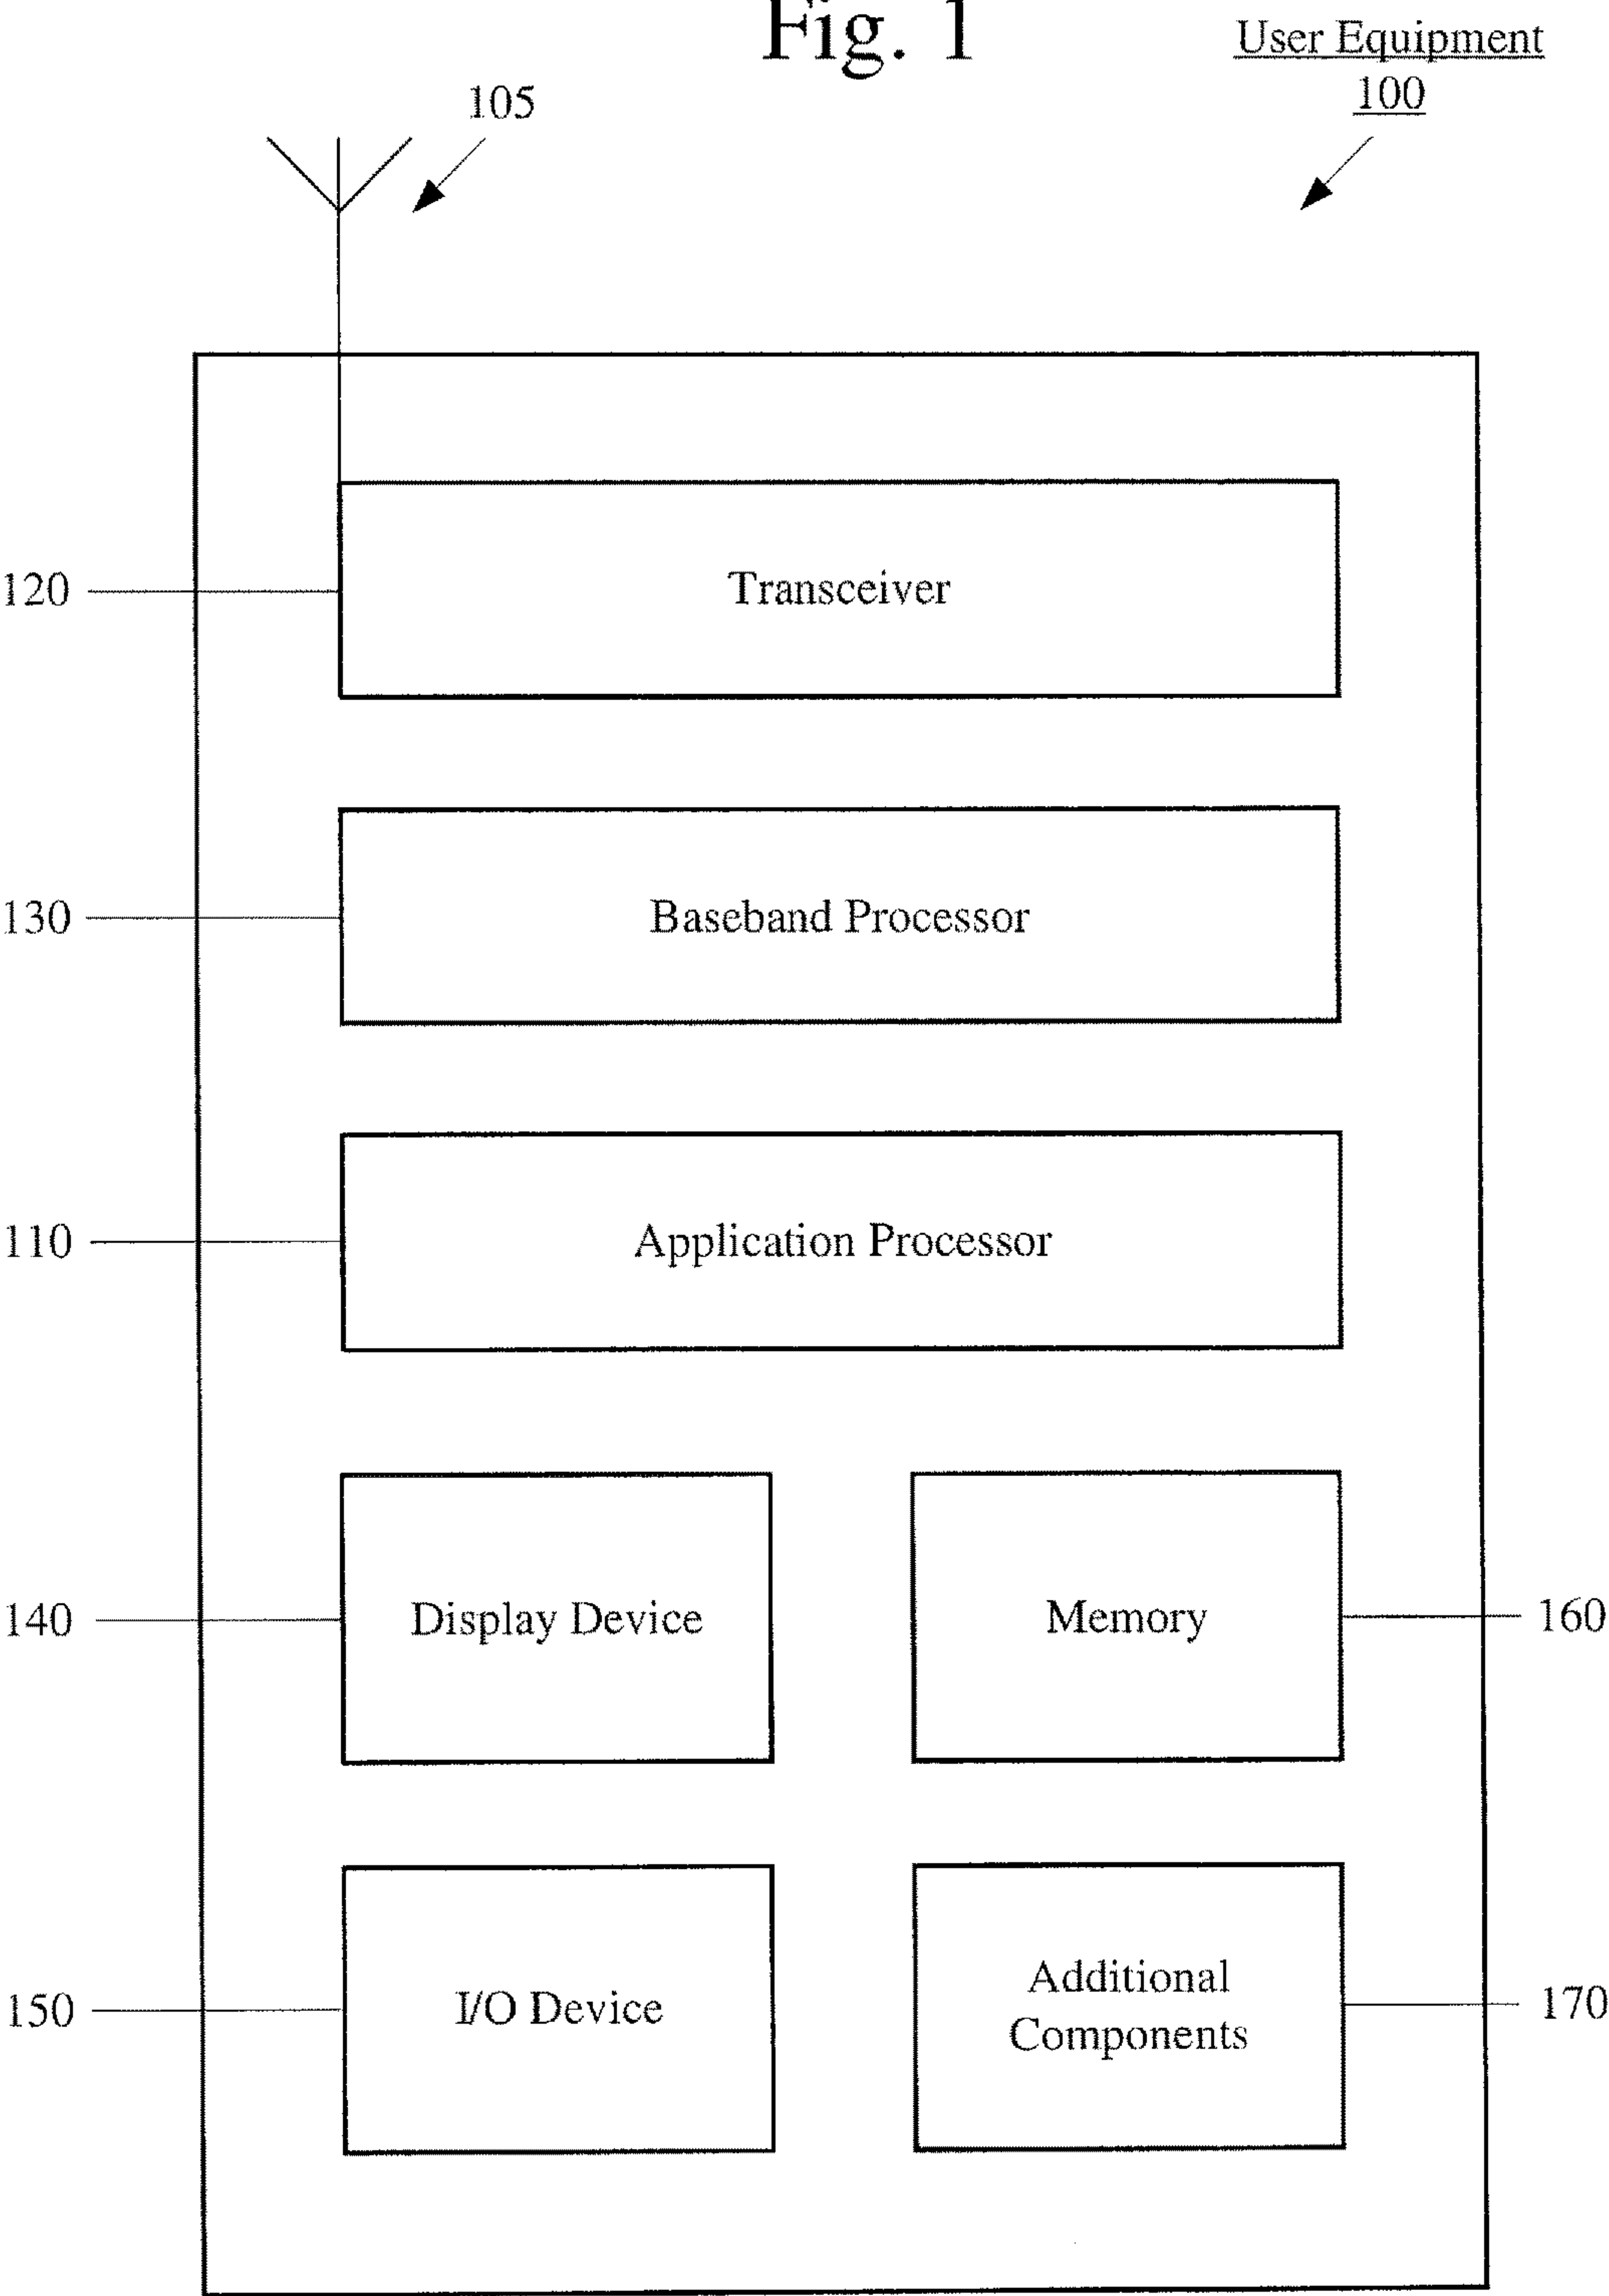 Fig. 1
User Equipment
100
105
120
Transceiver
130
Baseband Processor
110
Application Processor
140
Display Device
Memory
160
150
I/O Device
Additional
Components
170